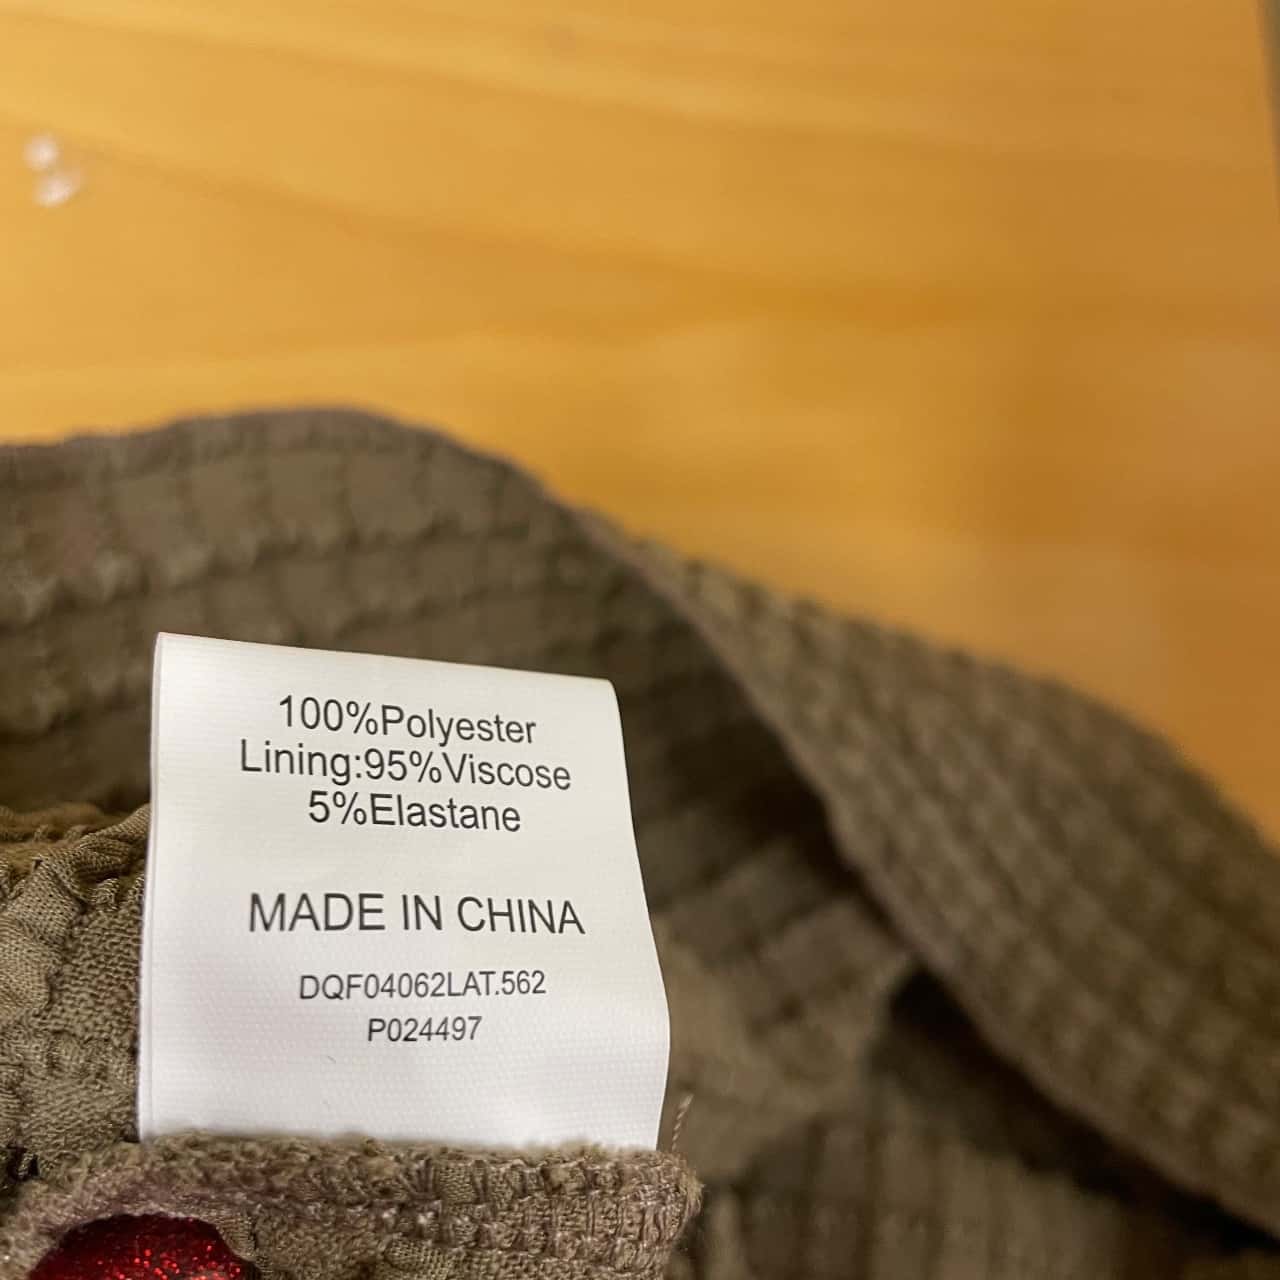 100%Polyester
Lining:95%Viscose
5%Elastane
MADE IN CHINA
DQF04062LAT.562
P024497